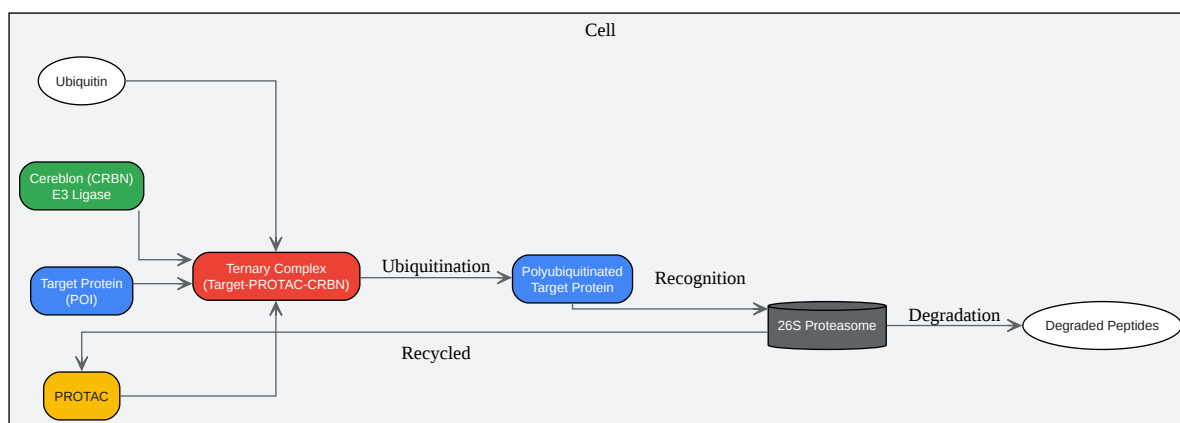 Cell
Ubiquitin
Cereblon (CRBN)
E3 Ligase
Target Protein
(POI)
Ternary Complex
(Target-PROTAC-CRBN)
Ubiquitination
Polyubiquitinated
Target Protein
Recognition
26S Proteasome
Degradation
Degraded Peptides
Recycled
PROTAC